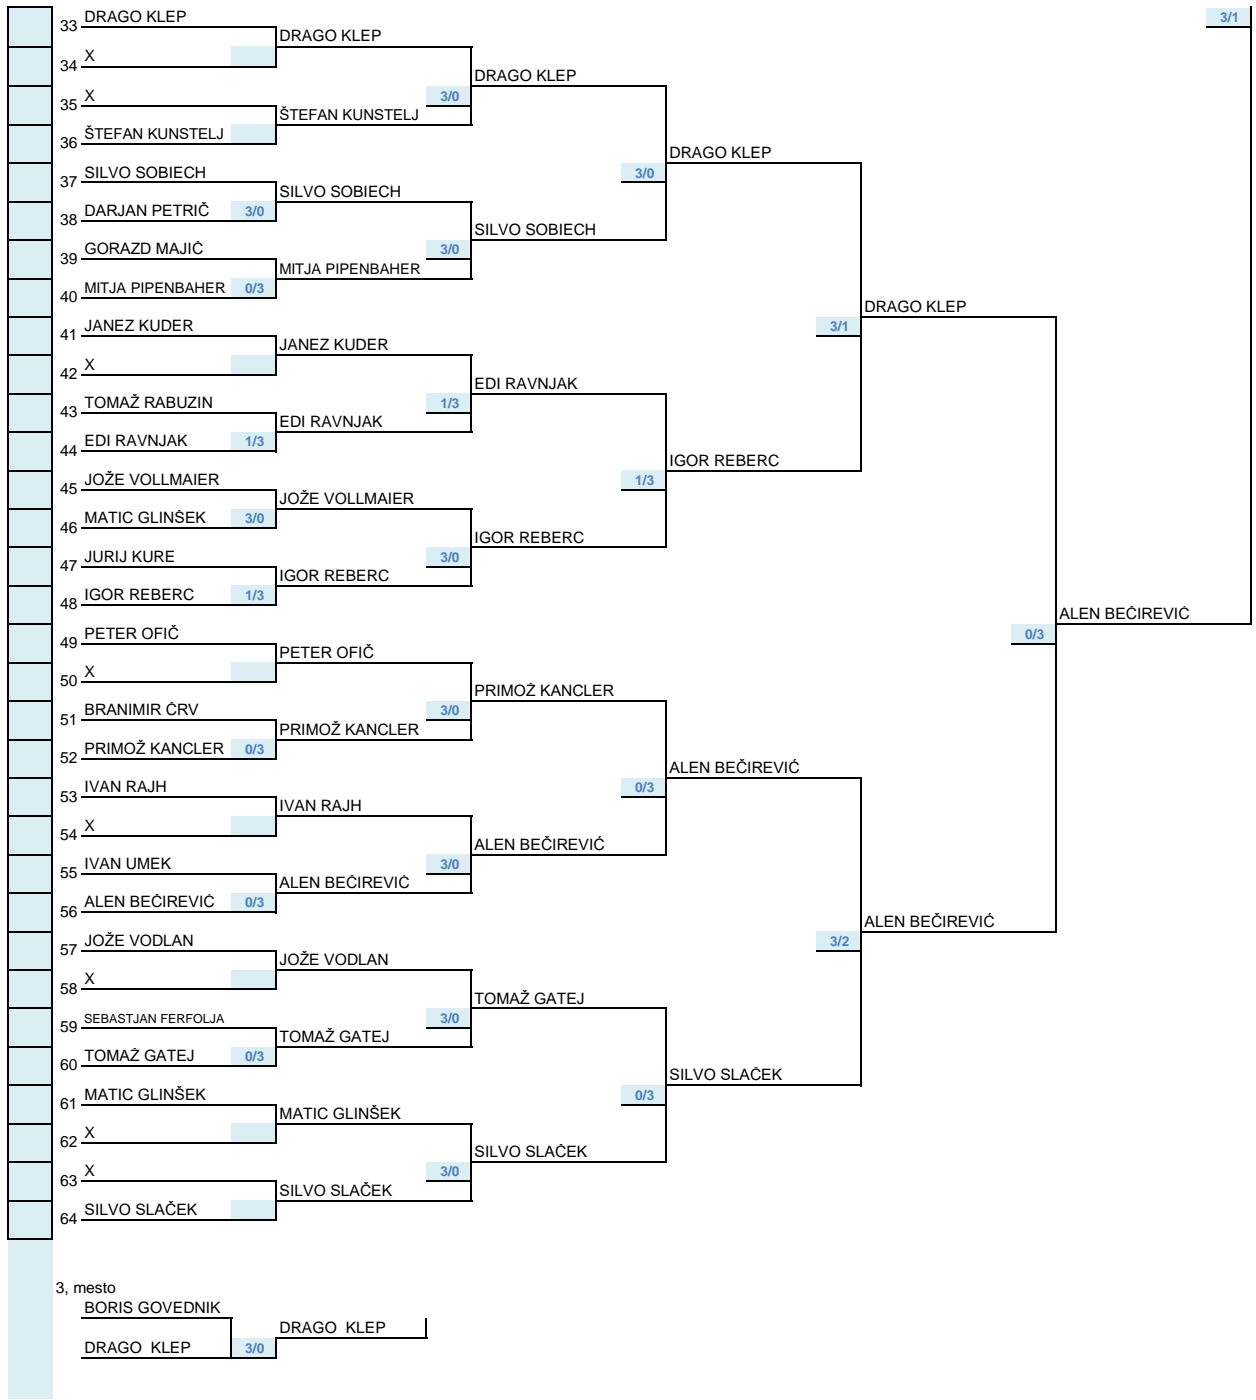 3/1
33 DRAGO KLEP
DRAGO KLEP
34 X
DRAGO KLEP
35 X
3/0
ŠTEFAN KUNSTELJ
36 ŠTEFAN KUNSTELJ
DRAGO KLEP
37 SILVO SOBIECH
3/0
SILVO SOBIECH
38 DARJAN PETRIČ 3/0
SILVO SOBIECH
39 GORAZD MAJIČ
3/0
MITJA PIPENBAHER
40 MITJA PIPENBAHER 0/3
DRAGO KLEP
41 JANEZ KUDER
3/1
JANEZ KUDER
42 X
EDI RAVNJAK
43 TOMAŽ RABUZIN
1/3
EDI RAVNJAK
44 EDI RAVNJAK 1/3
IGOR REBERC
45 JOŽE VOLLMAIER
1/3
JOŽE VOLLMAIER
46 MATIC GLINŠEK 3/0
IGOR REBERC
47 JURIJ KURE
3/0
IGOR REBERC
48 IGOR REBERC 1/3
ALEN BEČIREVIĆ
49 PETER OFIČ
0/3
PETER OFIČ
50 X
PRIMOŽ KANCLER
51 BRANIMIR ČRV
3/0
PRIMOŽ KANCLER
52 PRIMOŽ KANCLER 0/3
ALEN BEČIREVIĆ
53 IVAN RAJH
0/3
IVAN RAJH
54 X
ALEN BEČIREVIĆ
55 IVAN UMEK
3/0
ALEN BEČIREVIĆ
56 ALEN BEČIREVIĆ 0/3
ALEN BEČIREVIĆ
57 JOŽE VODLAN
3/2
JOŽE VODLAN
58 X
TOMAŽ GATEJ
59 SEBASTJAN FERFOLJA
3/0
TOMAŽ GATEJ
60 TOMAŽ GATEJ 0/3
SILVO SLAČEK
61 MATIC GLINŠEK
0/3
MATIC GLINŠEK
62 X
SILVO SLAČEK
63 X
3/0
SILVO SLAČEK
64 SILVO SLAČEK
3, mesto
BORIS GOVEDNIK
DRAGO KLEP
DRAGO KLEP 3/0